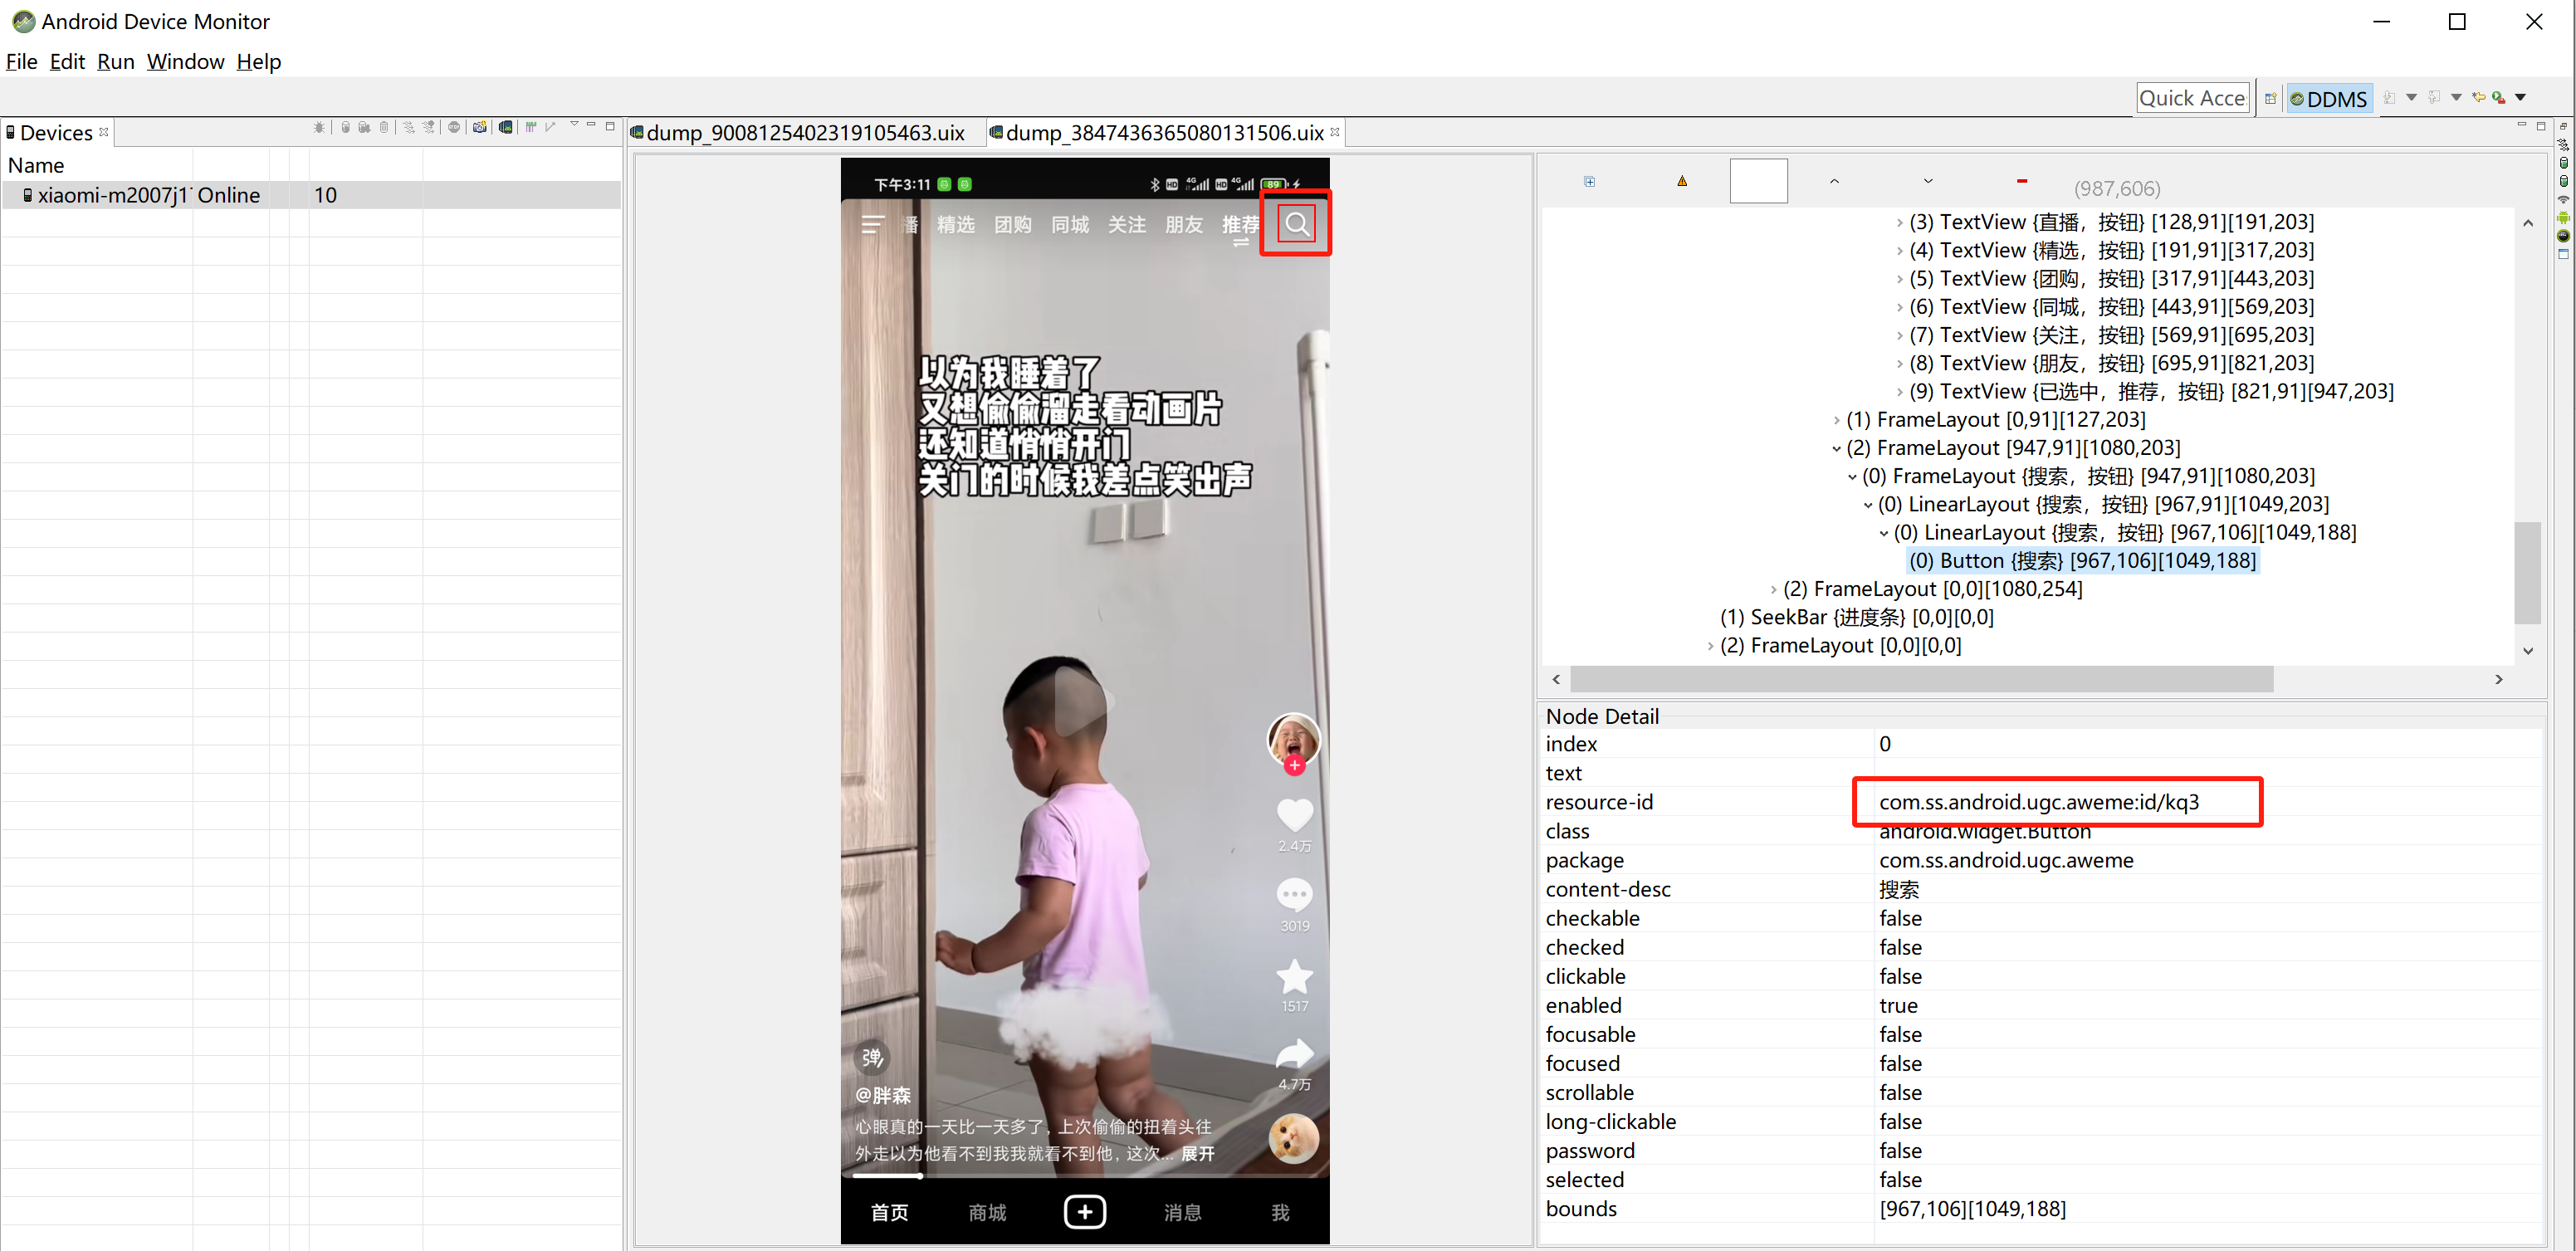 Android Device Monitor
File Edit Run Window Help
Quick Acce
DDMS
Devices
Name
xiaomi-m2007j1 Online 10
dump_9008125402319105463.uix
dump_3847436365080131506.uix
下午3:11
HD 4G HD 4G 89
播 精选 团购 同城 关注 朋友 推荐
以为我睡着了
又想偷偷溜走看动画片
还知道悄悄开门
关门的时候我差点笑出声
2.4万
3019
1517
4.7万
弹
@胖森
心眼真的一天比一天多了，上次偷偷的扭着头往
外走以为他看不到我我就看不到他，这次... 展开
首页 商城 消息 我
(987,606)
(3) TextView {直播，按钮} [128,91][191,203]
(4) TextView {精选，按钮} [191,91][317,203]
(5) TextView {团购，按钮} [317,91][443,203]
(6) TextView {同城，按钮} [443,91][569,203]
(7) TextView {关注，按钮} [569,91][695,203]
(8) TextView {朋友，按钮} [695,91][821,203]
(9) TextView {已选中，推荐，按钮} [821,91][947,203]
(1) FrameLayout [0,91][127,203]
(2) FrameLayout [947,91][1080,203]
(0) FrameLayout {搜索，按钮} [947,91][1080,203]
(0) LinearLayout {搜索，按钮} [967,91][1049,203]
(0) LinearLayout {搜索，按钮} [967,106][1049,188]
(0) Button {搜索} [967,106][1049,188]
(2) FrameLayout [0,0][1080,254]
(1) SeekBar {进度条} [0,0][0,0]
(2) FrameLayout [0,0][0,0]
Node Detail
index 0
text
resource-id com.ss.android.ugc.aweme:id/kq3
class android.widget.Button
package com.ss.android.ugc.aweme
content-desc 搜索
checkable false
checked false
clickable false
enabled true
focusable false
focused false
scrollable false
long-clickable false
password false
selected false
bounds [967,106][1049,188]